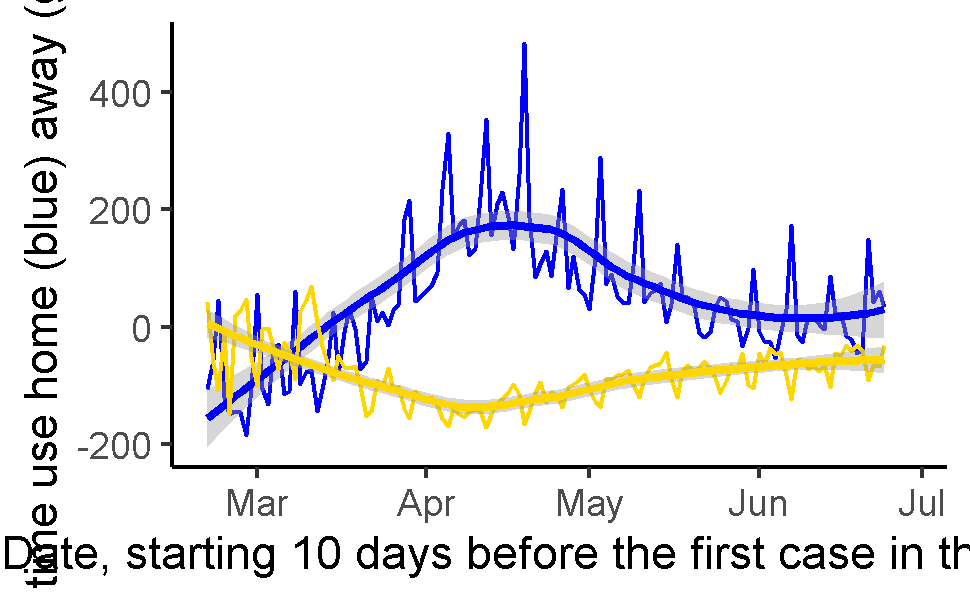 time use home (blue) away (
400
200
0
-200
Mar Apr May Jun Jul
Date, starting 10 days before the first case in th